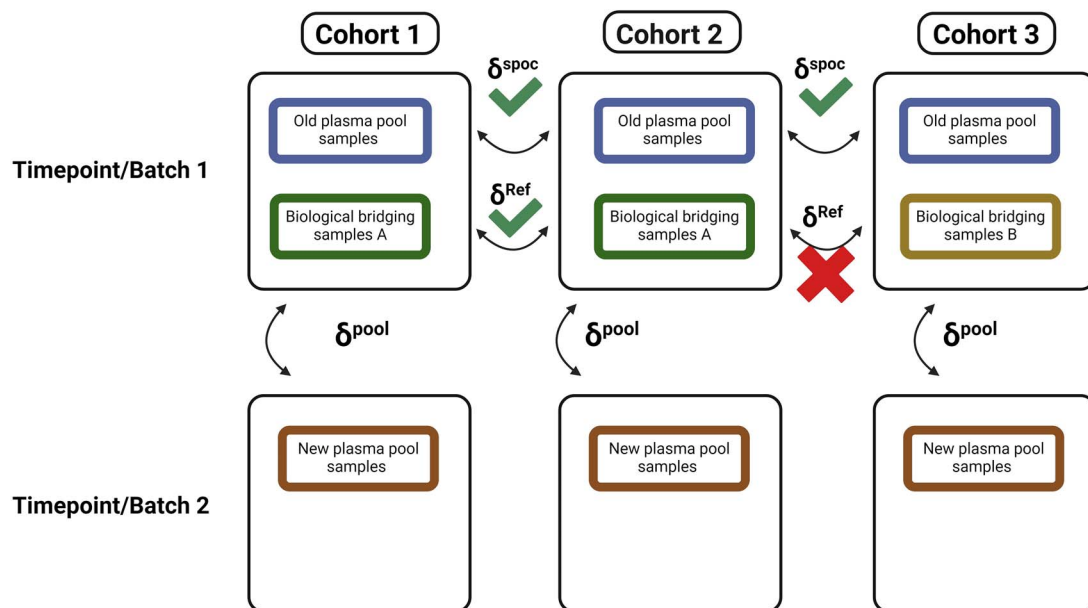 Cohort 1
Cohort 2
Cohort 3
δspoc
δspoc
Timepoint/Batch 1
Old plasma pool
samples
Old plasma pool
samples
Old plasma pool
samples
δRef
δRef
Biological bridging
samples A
Biological bridging
samples A
Biological bridging
samples B
δpool
δpool
δpool
Timepoint/Batch 2
New plasma pool
samples
New plasma pool
samples
New plasma pool
samples